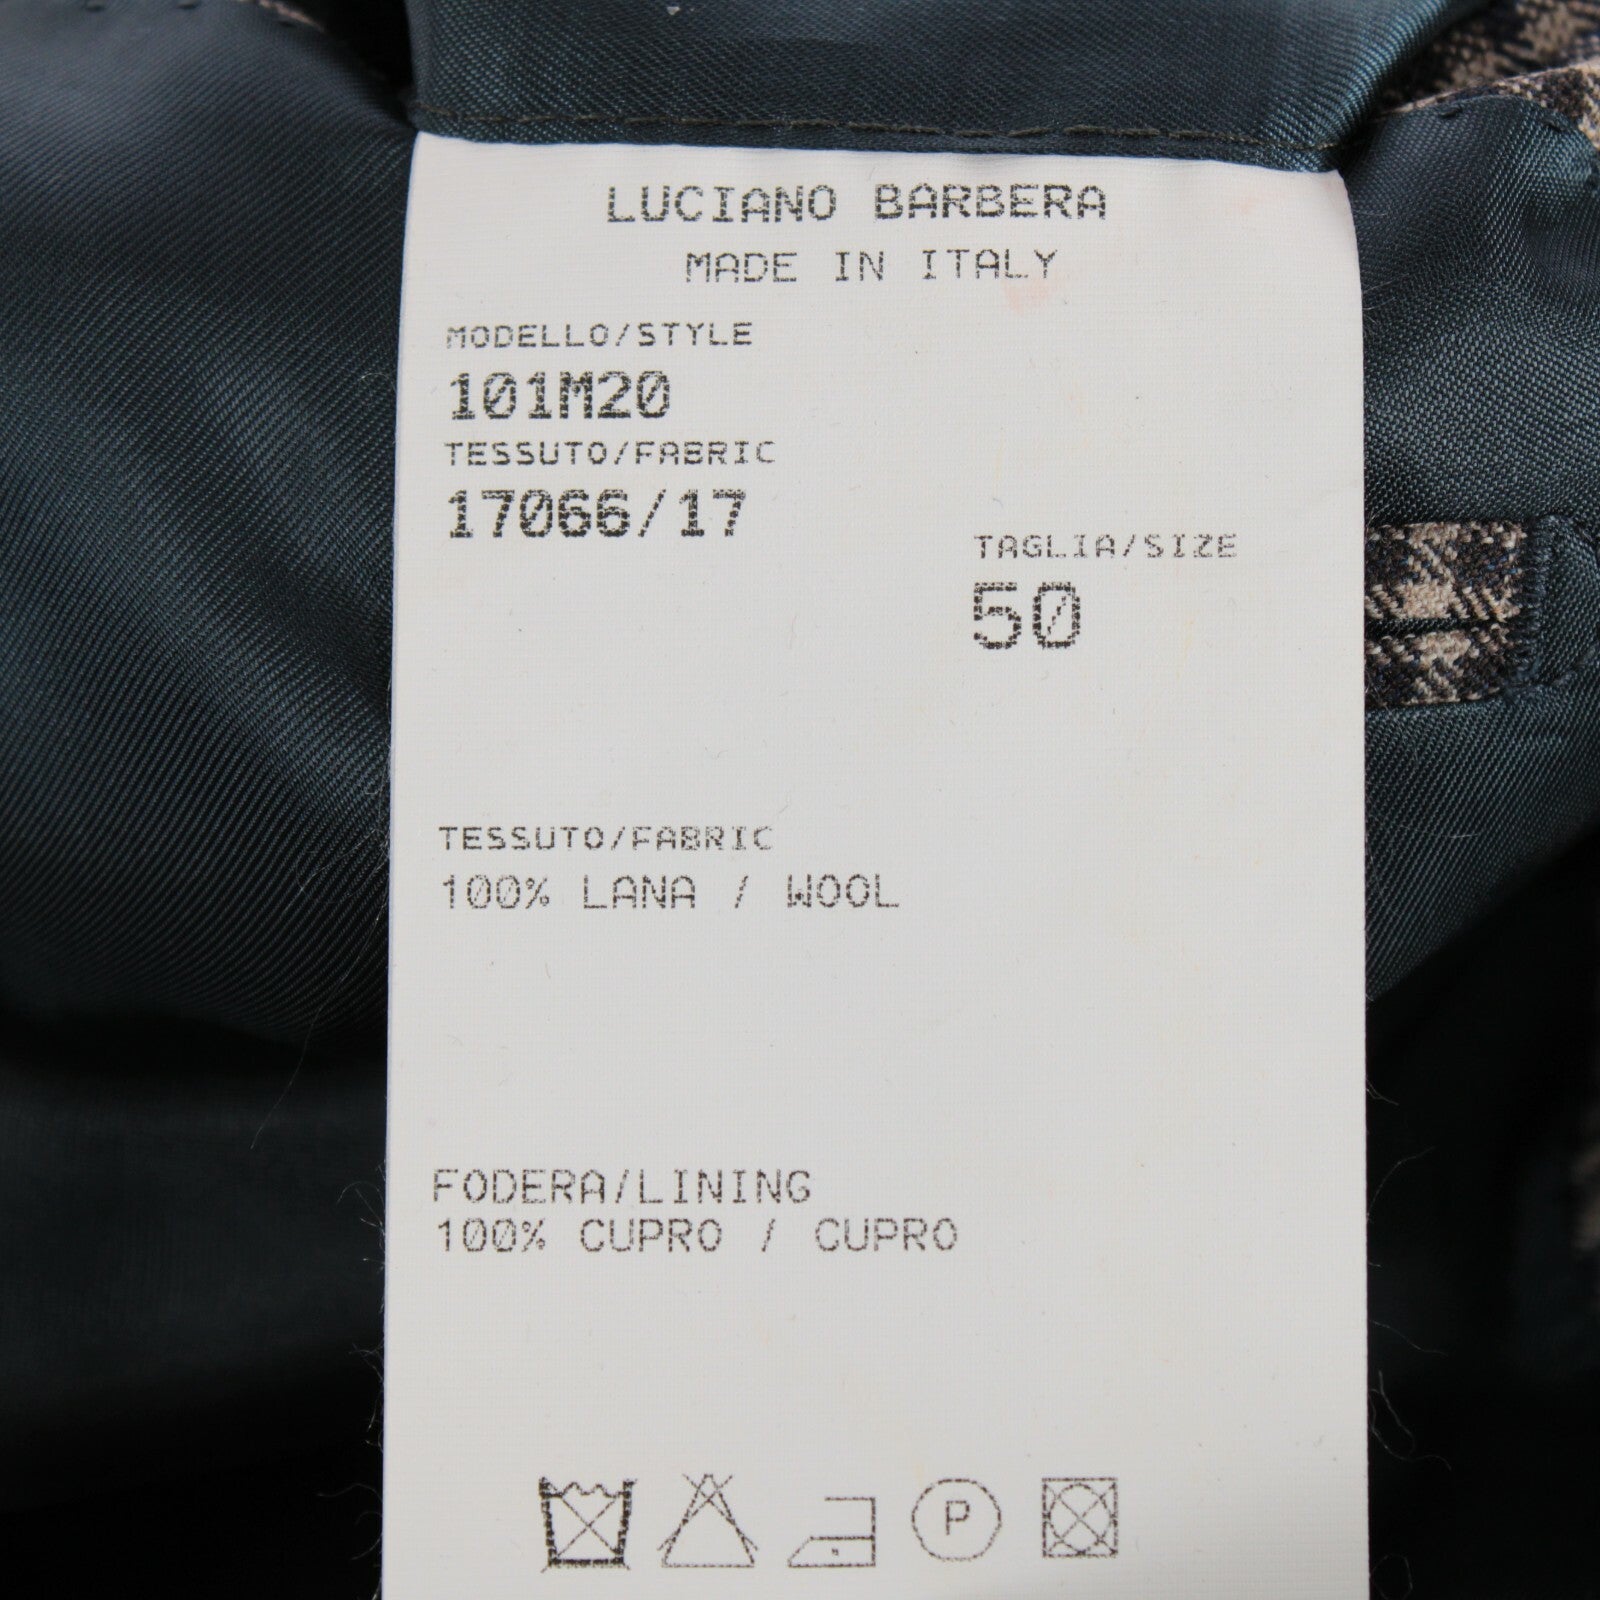 LUCIANO BARBERA
MADE IN ITALY
MODELLO/STYLE
101M20
TESSUTO/FABRIC
17066/17
TAGLIA/SIZE
50
TESSUTO/FABRIC
100% LANA / WOOL
FODERA/LINING
100% CUPRO / CUPRO
P